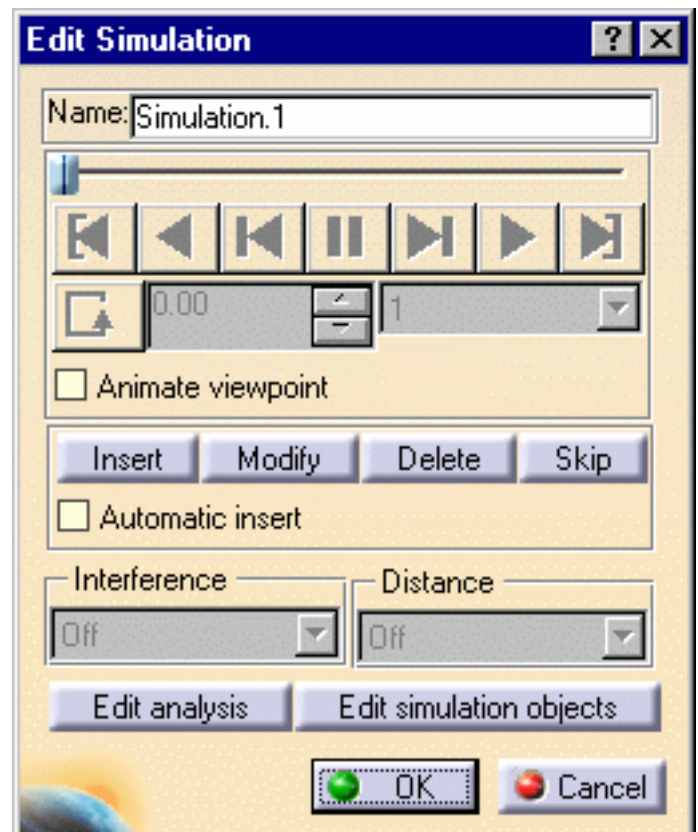 Edit Simulation ? X
Name: Simulation.1
0.00 1
Animate viewpoint
Insert Modify Delete Skip
Automatic insert
Interference Distance
Off Off
Edit analysis Edit simulation objects
OK Cancel